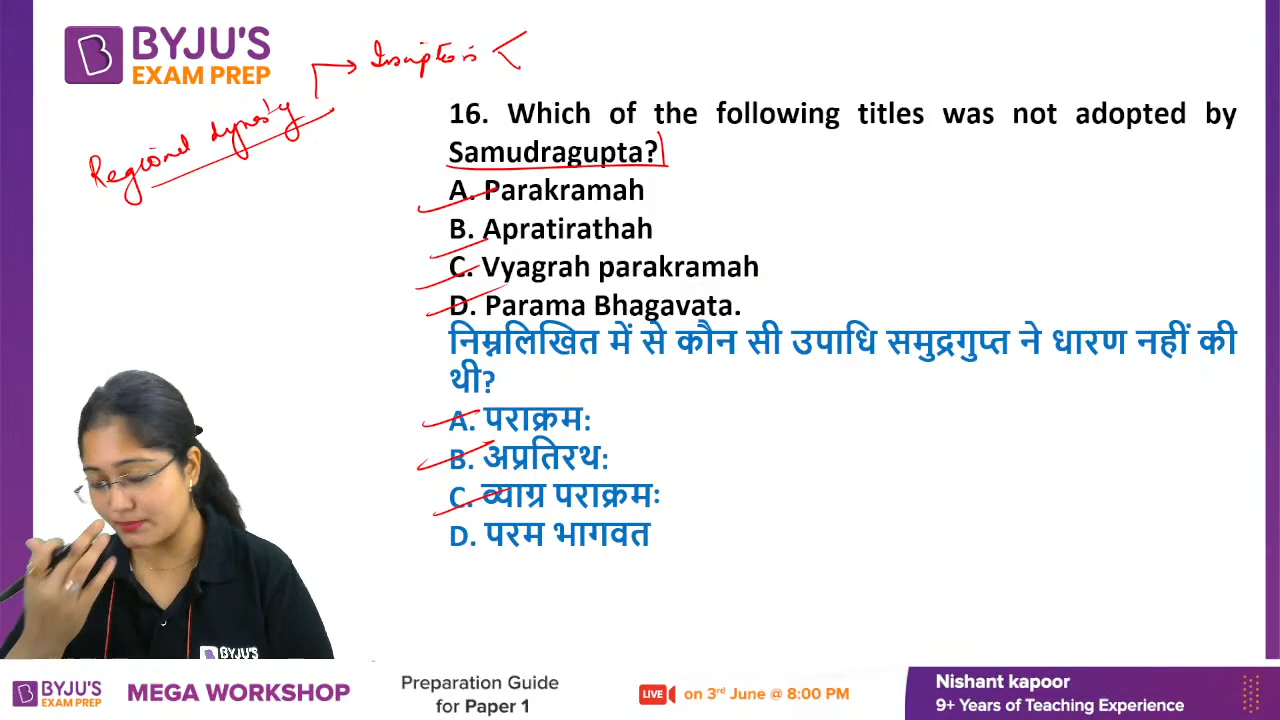 BYJU'S
EXAM PREP
Regional dynasty
16. Which of the following titles was not adopted by
Samudragupta?
A. Parakramah
B. Apratirathah
C. Vyagrah parakramah
D. Parama Bhagavata.
निम्नलिखित में से कौन सी उपाधि समुद्रगुप्त ने धारण नहीं की
थी?
A. पराक्रम:
B. अप्रतिरथ:
C. व्याग्र पराक्रमः
D. परम भागवत
BYJU'S
BYJU'S
EXAM PREP
MEGA WORKSHOP
Preparation Guide
for Paper 1
LIVE on 3rd June @ 8:00 PM
Nishant kapoor
9+ Years of Teaching Experience